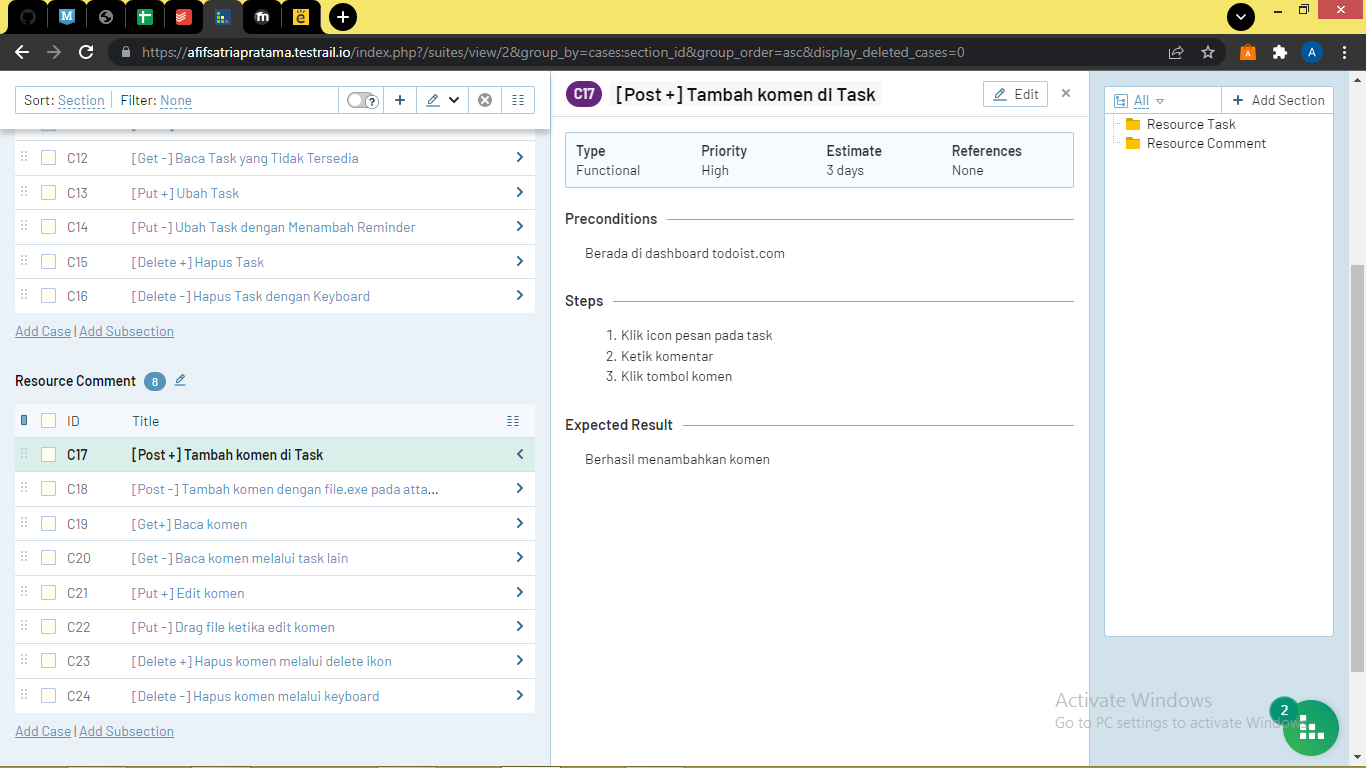 https://afifsatriapratama.testrail.io/index.php?/suites/view/2&group_by=cases:section_id&group_order=asc&display_deleted_cases=0
A
Sort: Section Filter: None
C12 [Get -] Baca Task yang Tidak Tersedia
C13 [Put +] Ubah Task
C14 [Put -] Ubah Task dengan Menambah Reminder
C15 [Delete +] Hapus Task
C16 [Delete -] Hapus Task dengan Keyboard
Add Case | Add Subsection
Resource Comment 8
ID Title
C17 [Post +] Tambah komen di Task
C18 [Post -] Tambah komen dengan file.exe pada atta...
C19 [Get+] Baca komen
C20 [Get -] Baca komen melalui task lain
C21 [Put +] Edit komen
C22 [Put -] Drag file ketika edit komen
C23 [Delete +] Hapus komen melalui delete ikon
C24 [Delete -] Hapus komen melalui keyboard
Add Case | Add Subsection
C17 [Post +] Tambah komen di Task
Edit
Type Priority Estimate References
Functional High 3 days None
Preconditions
Berada di dashboard todoist.com
Steps
1. Klik icon pesan pada task
2. Ketik komentar
3. Klik tombol komen
Expected Result
Berhasil menambahkan komen
All + Add Section
Resource Task
Resource Comment
Activate Windows
Go to PC settings to activate Windows.
2